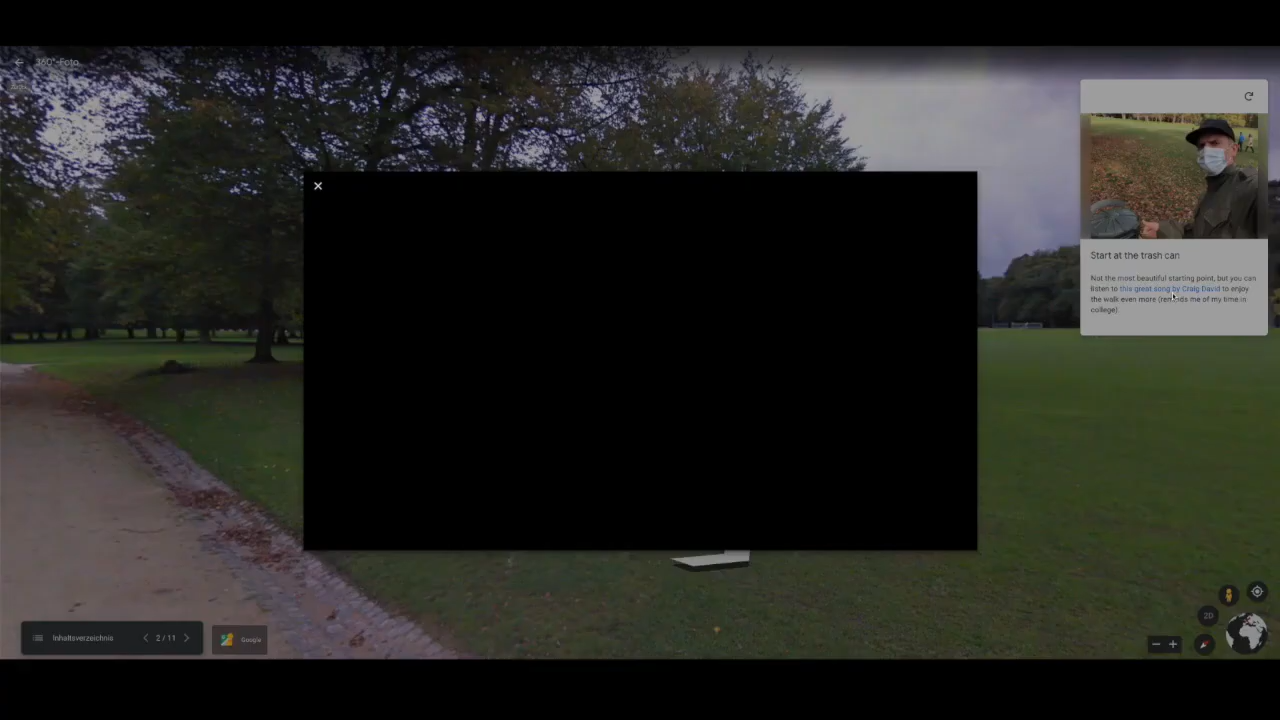 360°-Foto
Start at the trash can
Not the most beautiful starting point, but you can
listen to this great song by Craig David to enjoy
the walk even more (reminds me of my time in
college).
Inhaltsverzeichnis
2 / 11
Google
2D